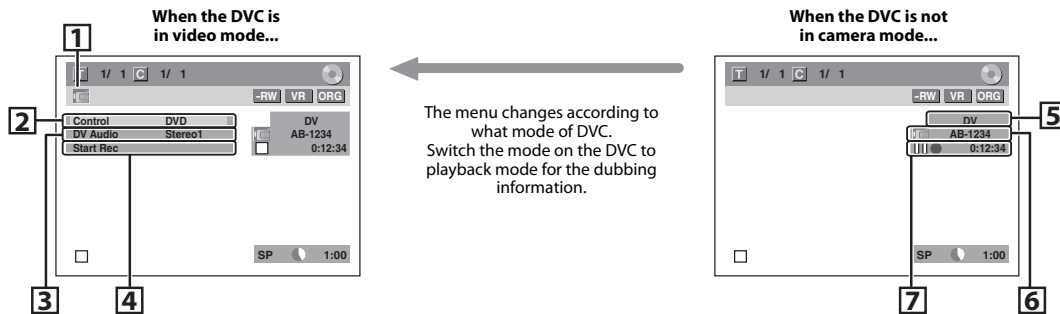 When the DVC is
in video mode...
1
T 1/ 1 C 1/ 1
-RW VR ORG
2
Control DVD
DV Audio Stereo1
Start Rec
DV
AB-1234
0:12:34
SP 1:00
3
4
The menu changes according to
what mode of DVC.
Switch the mode on the DVC to
playback mode for the dubbing
information.
When the DVC is not
in camera mode...
T 1/ 1 C 1/ 1
-RW VR ORG
DV
5
AB-1234
0:12:34
SP 1:00
7
6